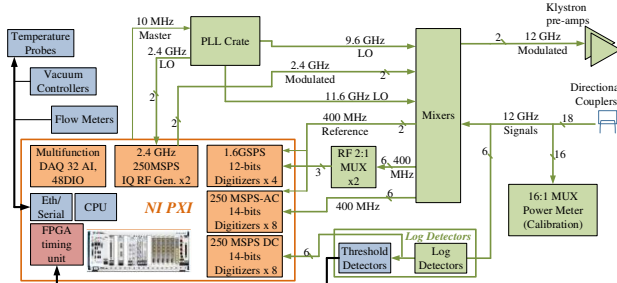 Klystron
pre-amps
10 MHz
Master
PLL Crate
9.6 GHz
LO
2
12 GHz
Modulated
Temperature
Probes
2.4 GHz
LO
2.4 GHz
Modulated
2
Vacuum
Controllers
2
2
11.6 GHz LO
Mixers
Directional
Couplers
Flow Meters
400 MHz
Reference
2
12 GHz
Signals
18
6
16
Multifunction
DAQ 32 AI,
48DIO
2.4 GHz
250MSPS
IQ RF Gen. x2
1.6GSPS
12-bits
Digitizers x 4
3
RF 2:1
MUX
x2
6
400
MHz
Eth/
Serial
CPU
NI PXI
250 MSPS-AC
14-bits
Digitizers x 8
6
400 MHz
16:1 MUX
Power Meter
(Calibration)
FPGA
timing
unit
250 MSPS DC
14-bits
Digitizers x 8
6
Log Detectors
Threshold
Detectors
Log
Detectors